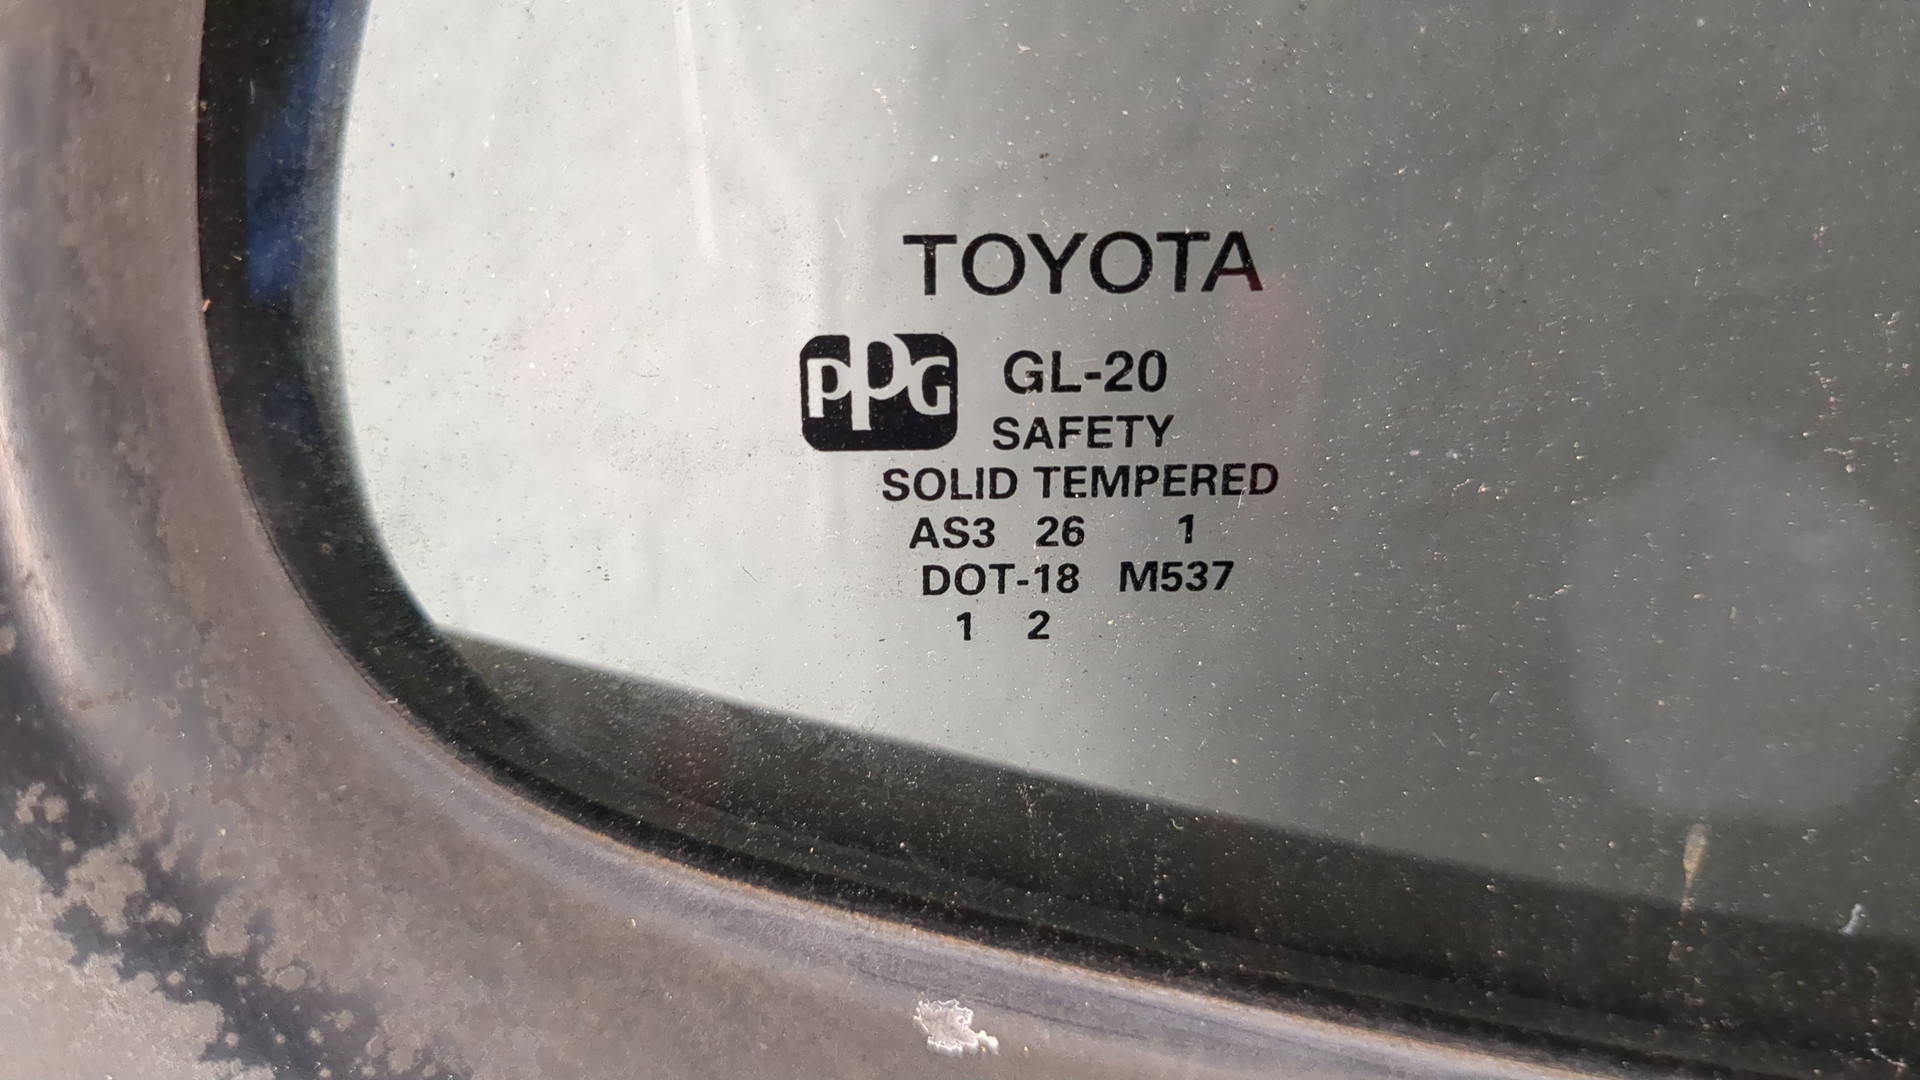 TOYOTA
PPG GL-20
SAFETY
SOLID TEMPERED
AS3 26 1
DOT-18 M537
1 2